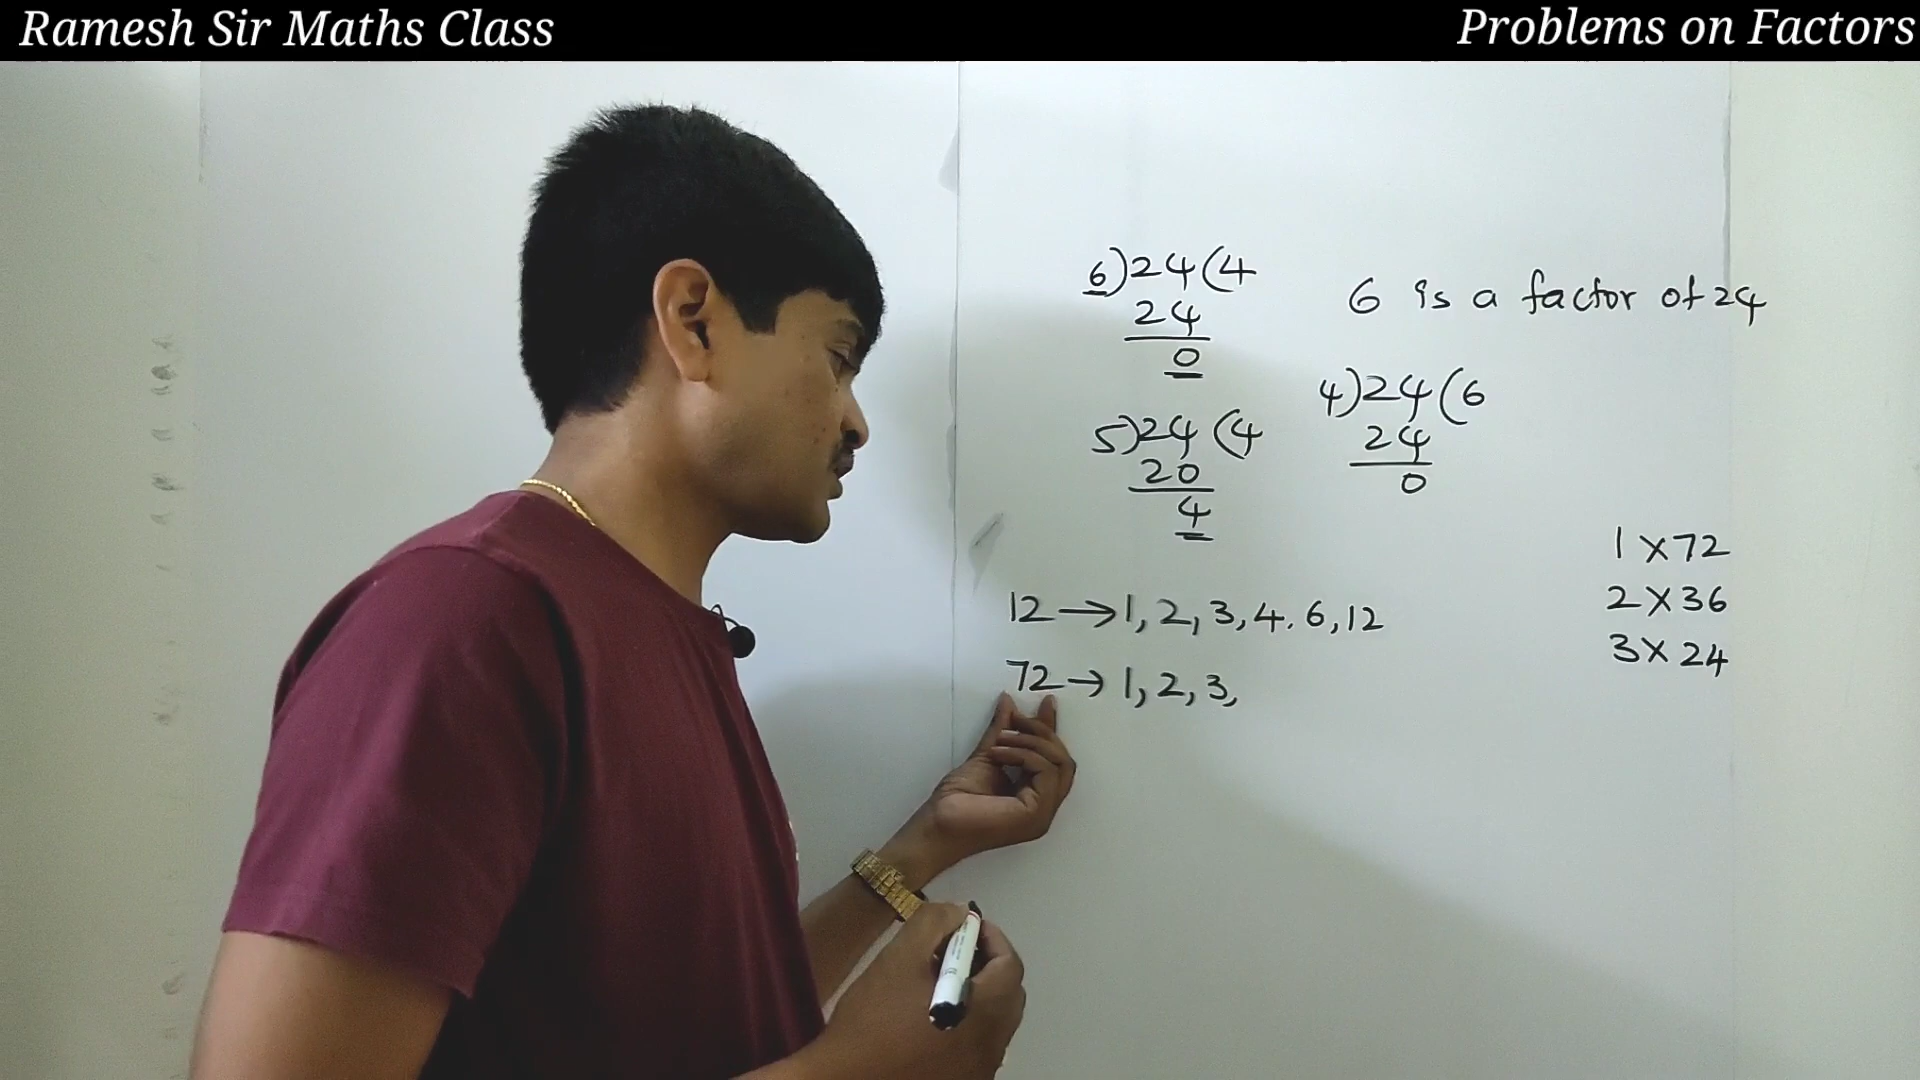 Ramesh Sir Maths Class
Problems on Factors
6)24(4
24
0
6 is a factor of 24
4)24(6
24
0
5)24(4
20
4
1 X 72
2 X 36
3 X 24
12 → 1, 2, 3, 4. 6, 12
72 → 1, 2, 3,